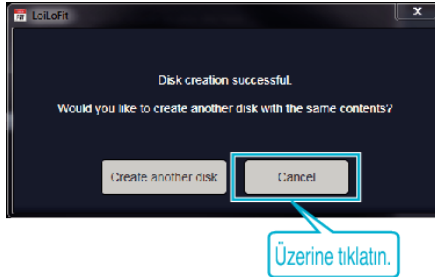 LoiLoFit
x
Disk creation successful.
Would you like to create another disk with the same contents?
Create another disk
Cancel
Üzerine tıklatın.